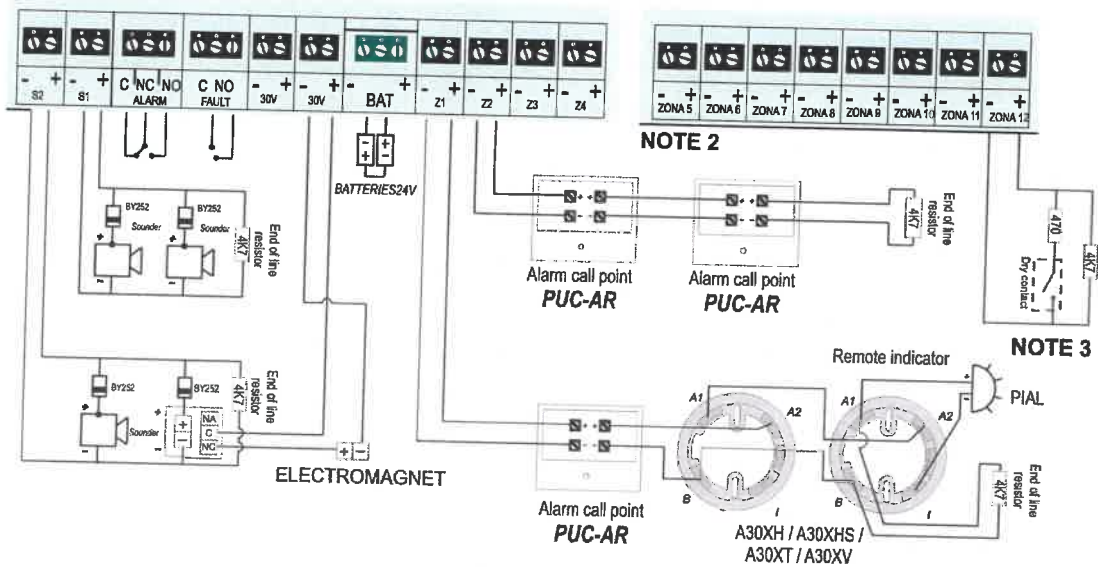 - + - + C NC NO C NO - + - + - + - + - + - + - +
S2 S1 ALARM FAULT 30V 30V BAT Z1 Z2 Z3 Z4
- + - + - + - + - + - + - + - +
ZONA 5 ZONA 6 ZONA 7 ZONA 8 ZONA 9 ZONA 10 ZONA 11 ZONA 12
NOTE 2
- + + -
BATTERIES24V
BY252 BY252
Sounder Sounder
+ - + -
4K7
End of line
resistor
+ + + +
- - - -
4K7
End of line
resistor
Alarm call point
PUC-AR
Alarm call point
PUC-AR
470
Dry contact
4K7
NOTE 3
BY252 BY252
Sounder
+ - + -
+
-
NA
C
NC
4K7
End of line
resistor
+ -
ELECTROMAGNET
+ +
- -
Alarm call point
PUC-AR
A1
A2
B
I
A1
A2
B
I
Remote indicator
+
-
PIAL
4K7
End of line
resistor
A30XH / A30XHS /
A30XT / A30XV